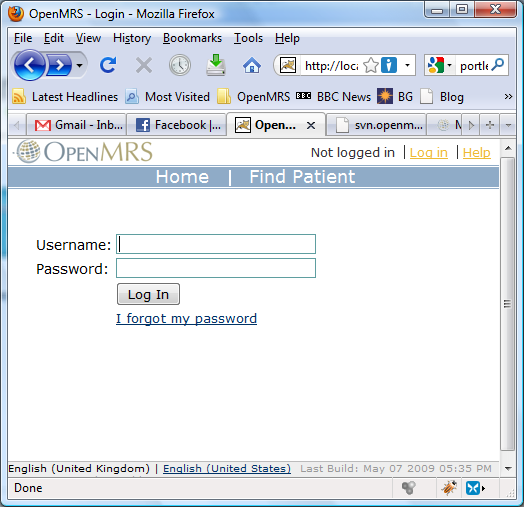 OpenMRS - Login - Mozilla Firefox
File Edit View History Bookmarks Tools Help
http://loca
portle
Latest Headlines Most Visited OpenMRS BBC BBC News BG Blog »
Gmail - Inb... Facebook |... Open... svn.openm...
OPENMRS Not logged in | Log in | Help
Home | Find Patient
Username:
Password:
Log In
I forgot my password
English (United Kingdom) | English (United States) Last Build: May 07 2009 05:35 PM
Done